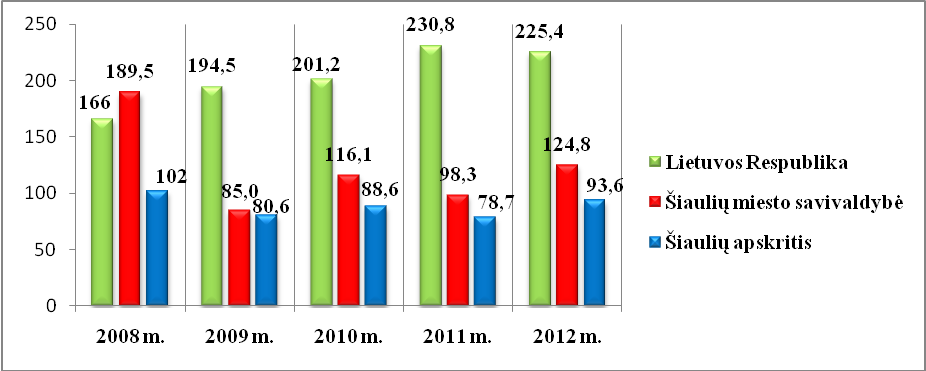 250
200
150
100
50
0
166
189,5
102
194,5
85,0
80,6
201,2
116,1
88,6
230,8
98,3
78,7
225,4
124,8
93,6
2008 m.
2009 m.
2010 m.
2011 m.
2012 m.
Lietuvos Respublika
Šiaulių miesto savivaldybė
Šiaulių apskritis